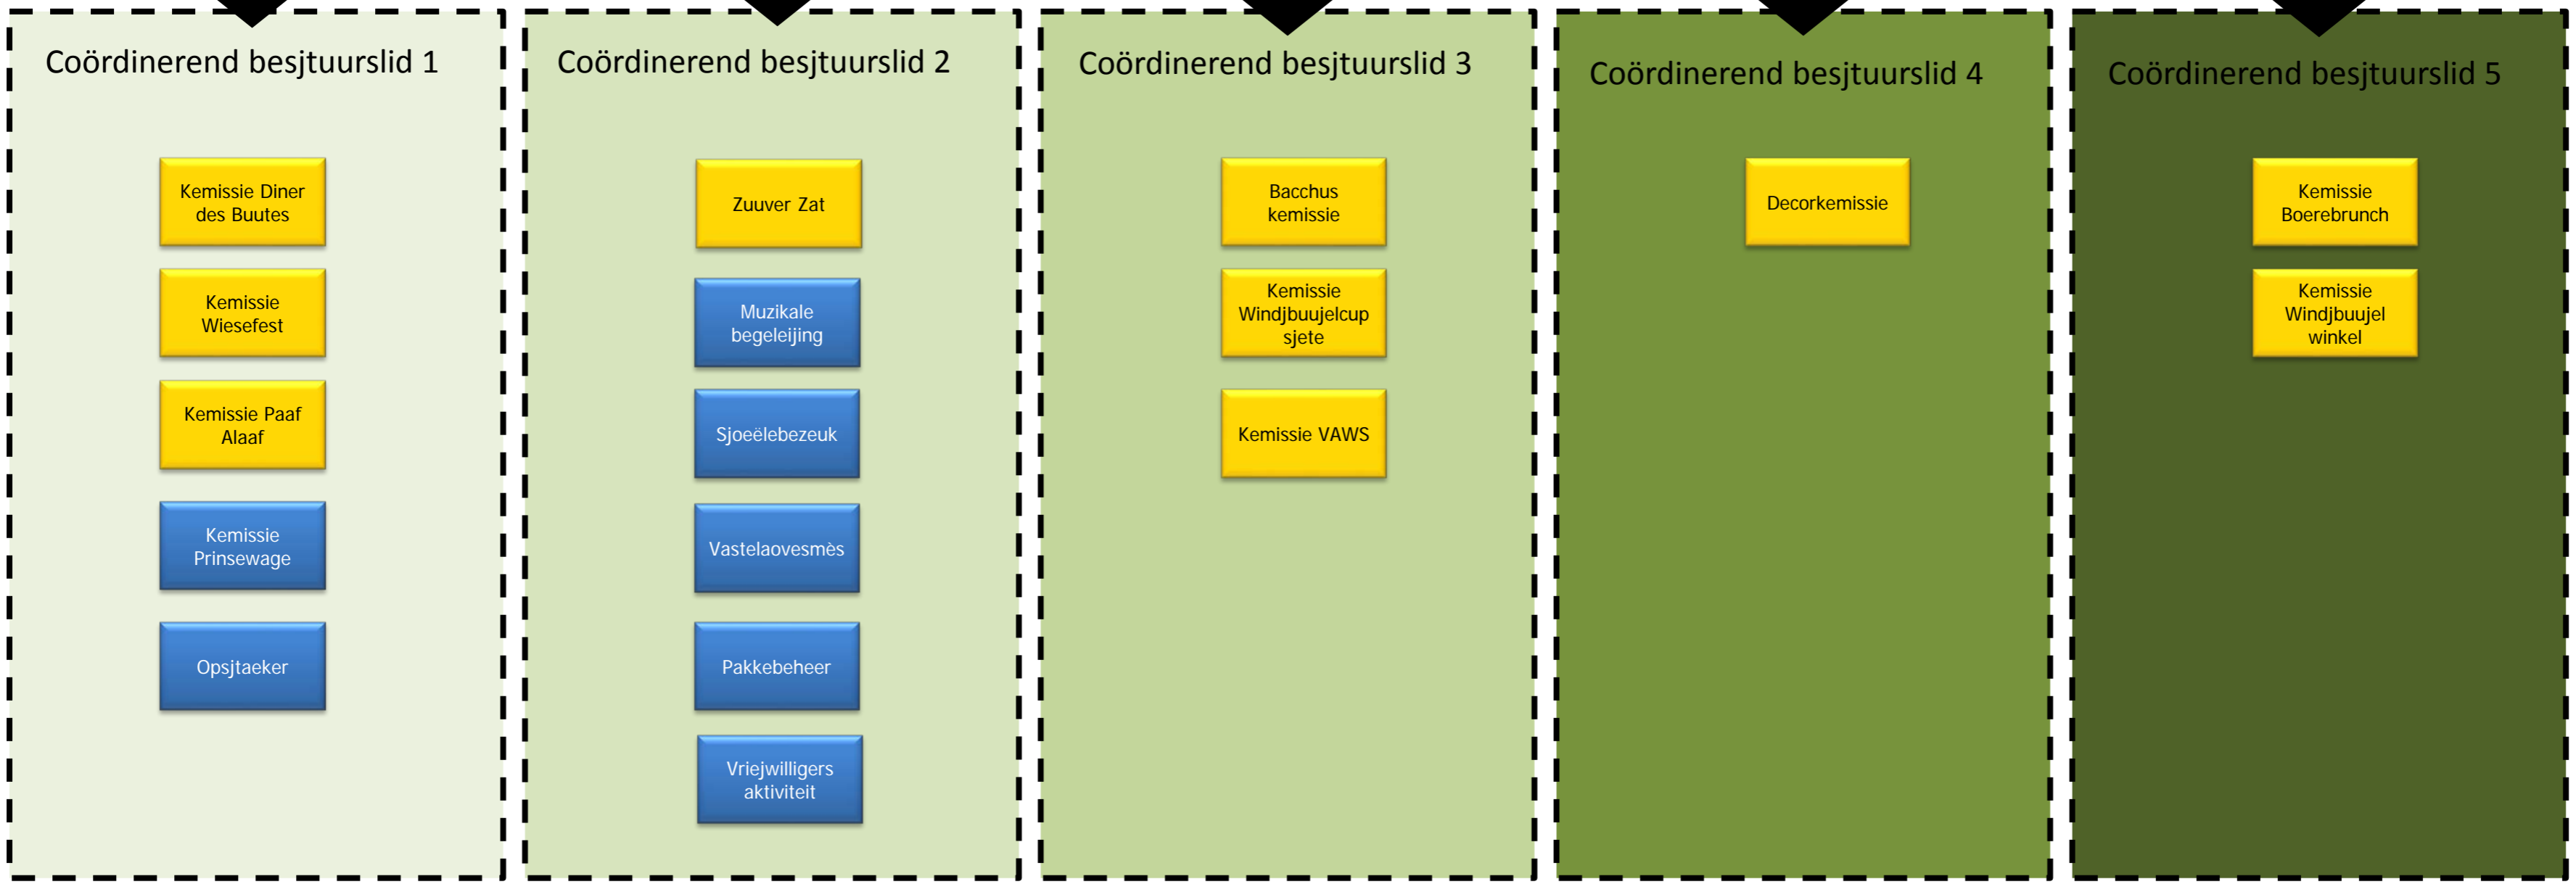 Coördinerend besjtuurslid 1
Kemissie Diner
des Buutes
Kemissie
Wiesefest
Kemissie Paaf
Alaaf
Kemissie
Prinsewage
Opsjtaeker
Coördinerend besjtuurslid 2
Zuuver Zat
Muzikale
begeleijing
Sjoeëlebezeuk
Vastelaovesmès
Pakkebeheer
Vriejwilligers
aktiviteit
Coördinerend besjtuurslid 3
Bacchus
kemissie
Kemissie
Windjbuujelcup
sjete
Kemissie VAWS
Coördinerend besjtuurslid 4
Decorkemissie
Coördinerend besjtuurslid 5
Kemissie
Boerebrunch
Kemissie
Windjbuujel
winkel